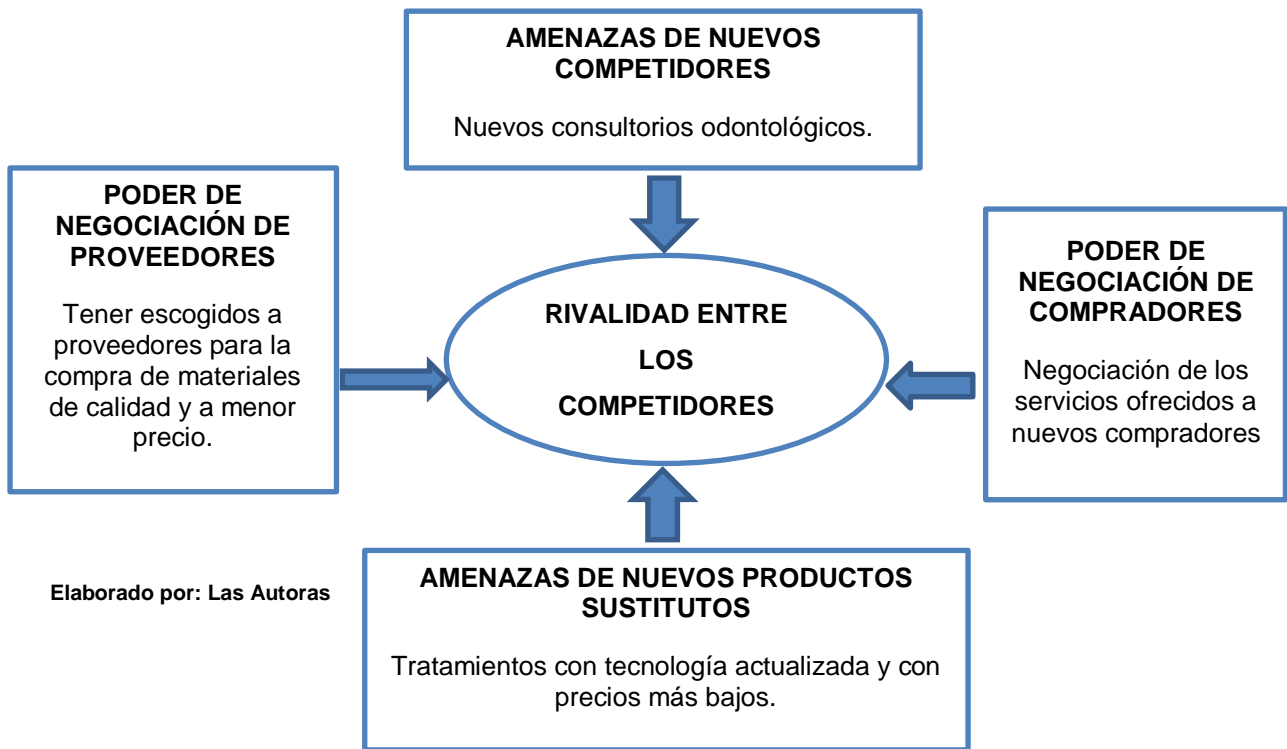 AMENAZAS DE NUEVOS
COMPETIDORES
Nuevos consultorios odontológicos.
PODER DE
NEGOCIACIÓN DE
PROVEEDORES
Tener escogidos a
proveedores para la
compra de materiales
de calidad y a menor
precio.
RIVALIDAD ENTRE
LOS
COMPETIDORES
PODER DE
NEGOCIACIÓN DE
COMPRADORES
Negociación de los
servicios ofrecidos a
nuevos compradores
AMENAZAS DE NUEVOS PRODUCTOS
SUSTITUTOS
Tratamientos con tecnología actualizada y con
precios más bajos.
Elaborado por: Las Autoras